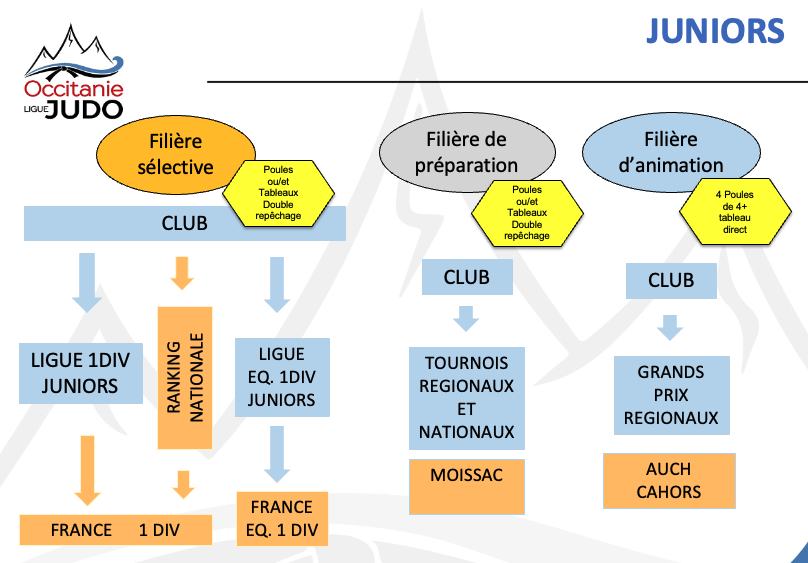 JUNIORS
Occitanie
LIGUE JUDO
Filière
sélective
Poules
ou/et
Tableaux
Double
repêchage
CLUB
LIGUE 1DIV
JUNIORS
RANKING
NATIONALE
LIGUE
EQ. 1DIV
JUNIORS
FRANCE 1 DIV
FRANCE
EQ. 1 DIV
Filière de
préparation
Poules
ou/et
Tableaux
Double
repêchage
CLUB
TOURNOIS
REGIONAUX
ET
NATIONAUX
MOISSAC
Filière
d’animation
4 Poules
de 4+
tableau
direct
CLUB
GRANDS
PRIX
REGIONAUX
AUCH
CAHORS